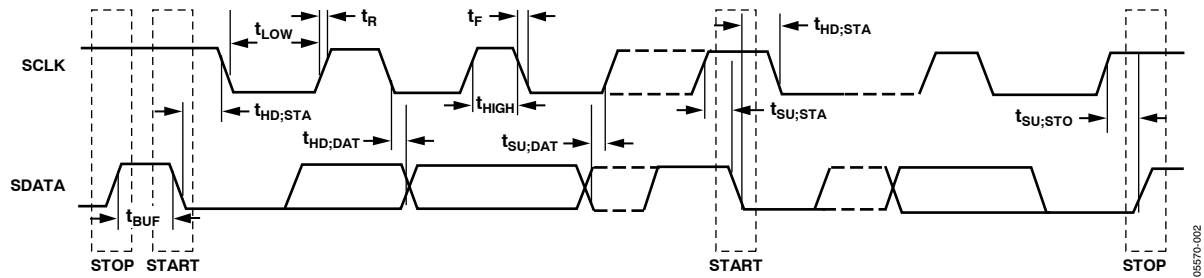 tR
tF
tHD;STA
tLOW
SCLK
tHD;STA
tHIGH
tSU;STA
tSU;STO
tHD;DAT
tSU;DAT
SDATA
tBUF
STOP
START
START
STOP
05570-002